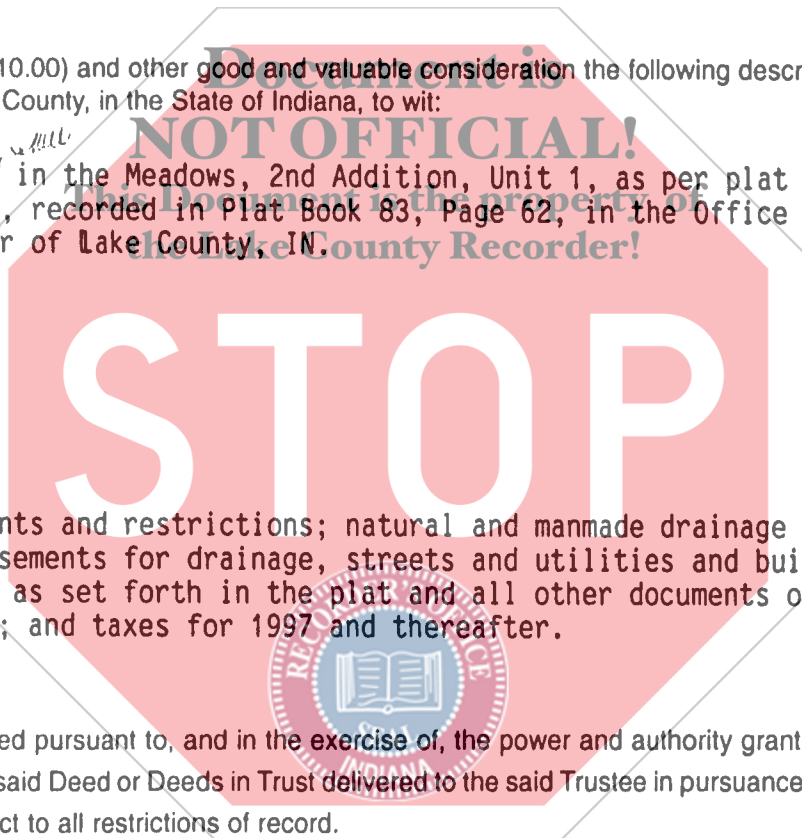 Document is
10.00) and other good and valuable consideration the following descr
County, in the State of Indiana, to wit:
NOT OFFICIAL!
in the Meadows, 2nd Addition, Unit 1, as per plat
This Document is the property of
, recorded in Plat Book 83, Page 62, in the Office
r of Lake County, IN.
the Lake County Recorder!
STOP
nts and restrictions; natural and manmade drainage
sements for drainage, streets and utilities and bui
as set forth in the plat and all other documents o
; and taxes for 1997 and thereafter.
RECORDER'S OFFICE
SEAL
INDIANA
ed pursuant to, and in the exercise of, the power and authority grant
said Deed or Deeds in Trust delivered to the said Trustee in pursuance
ct to all restrictions of record.